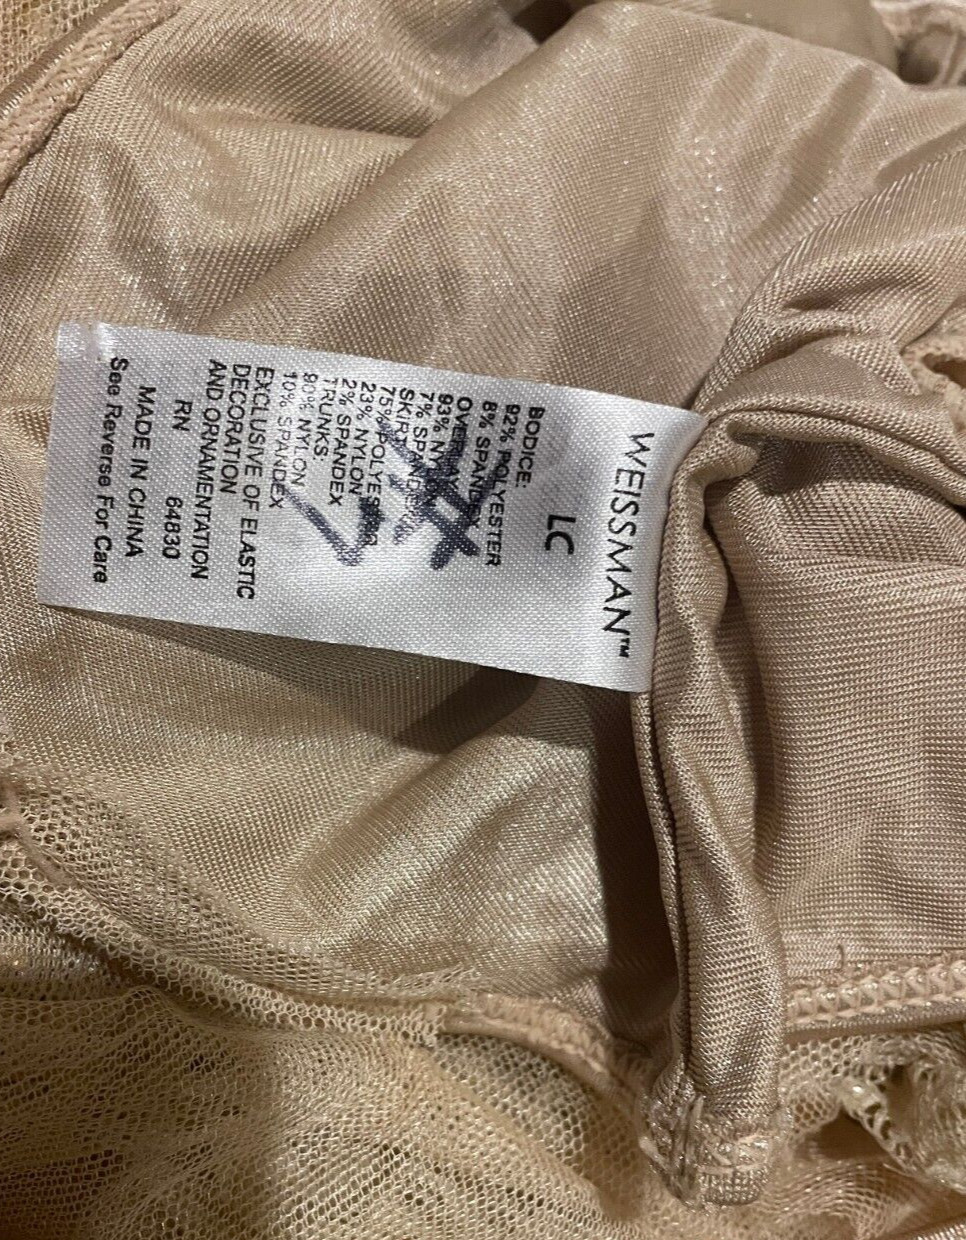 WEISSMAN™
LC
BODICE:
92% POLYESTER
8% SPANDEX
OVERLAY
93% NYLON
7% SPANDEX
SKIRT
75% POLYESTER
23% NYLON
2% SPANDEX
TRUNKS:
90% NYLON
10% SPANDEX
EXCLUSIVE OF ELASTIC
DECORATION
AND ORNAMENTATION
RN 64830
MADE IN CHINA
See Reverse For Care